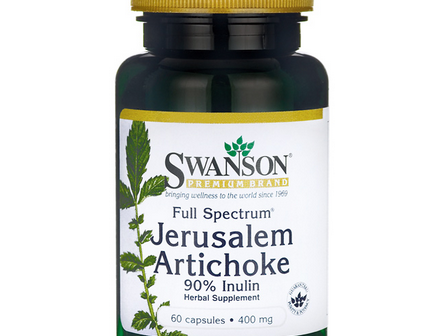 SWANSON®
PREMIUM BRAND
bringing wellness to the world since 1969
Full Spectrum®
Jerusalem
Artichoke
90% Inulin
Herbal Supplement
60 capsules • 400 mg